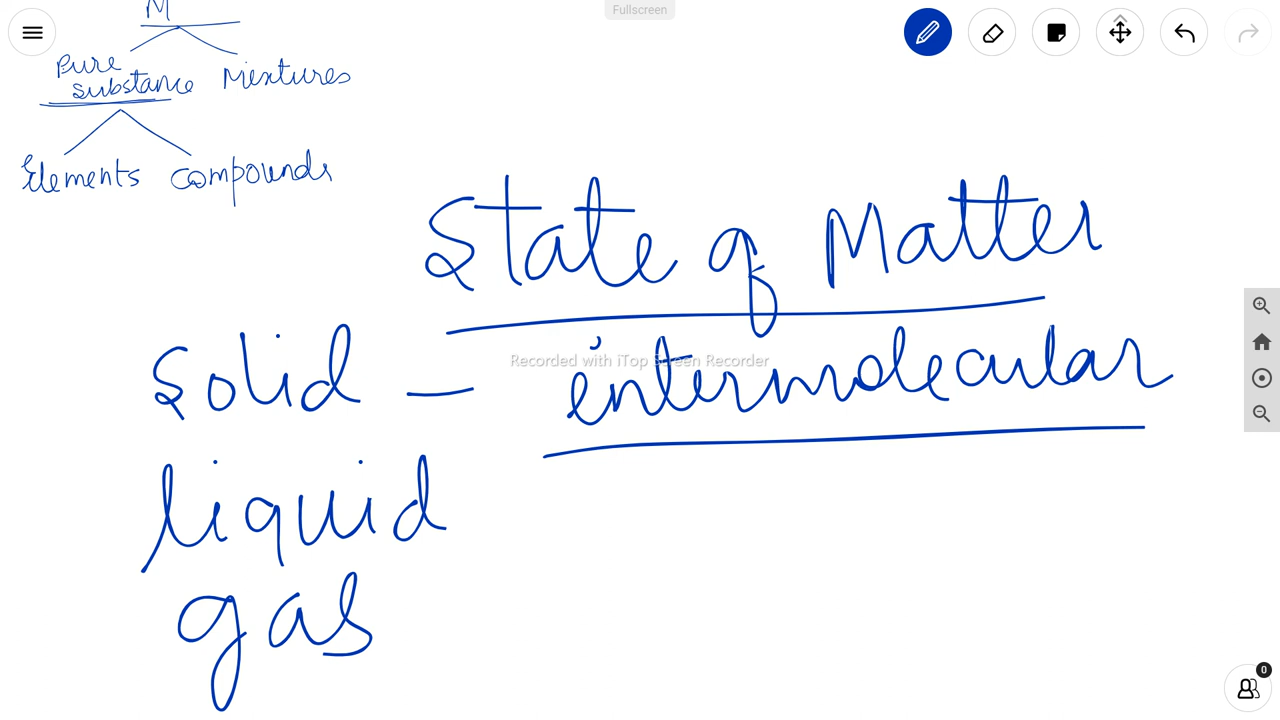 Fullscreen
M
Pure
substance Mixtures
Elements compounds
State of Matter
Solid — intermolecular
Recorded with iTop Screen Recorder
liquid
gas
0